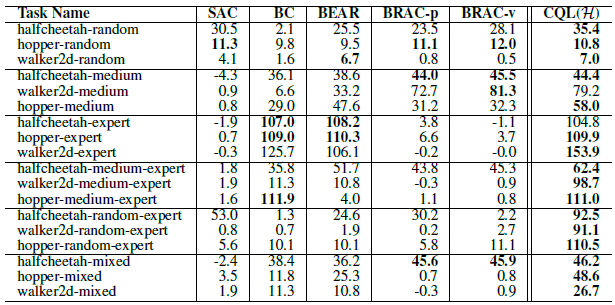 Task Name SAC BC BEAR BRAC-p BRAC-v CQL(H)
halfcheetah-random 30.5 2.1 25.5 23.5 28.1 35.4
hopper-random 11.3 9.8 9.5 11.1 12.0 10.8
walker2d-random 4.1 1.6 6.7 0.8 0.5 7.0
halfcheetah-medium -4.3 36.1 38.6 44.0 45.5 44.4
walker2d-medium 0.9 6.6 33.2 72.7 81.3 79.2
hopper-medium 0.8 29.0 47.6 31.2 32.3 58.0
halfcheetah-expert -1.9 107.0 108.2 3.8 -1.1 104.8
hopper-expert 0.7 109.0 110.3 6.6 3.7 109.9
walker2d-expert -0.3 125.7 106.1 -0.2 -0.0 153.9
halfcheetah-medium-expert 1.8 35.8 51.7 43.8 45.3 62.4
walker2d-medium-expert 1.9 11.3 10.8 -0.3 0.9 98.7
hopper-medium-expert 1.6 111.9 4.0 1.1 0.8 111.0
halfcheetah-random-expert 53.0 1.3 24.6 30.2 2.2 92.5
walker2d-random-expert 0.8 0.7 1.9 0.2 2.7 91.1
hopper-random-expert 5.6 10.1 10.1 5.8 11.1 110.5
halfcheetah-mixed -2.4 38.4 36.2 45.6 45.9 46.2
hopper-mixed 3.5 11.8 25.3 0.7 0.8 48.6
walker2d-mixed 1.9 11.3 10.8 -0.3 0.9 26.7